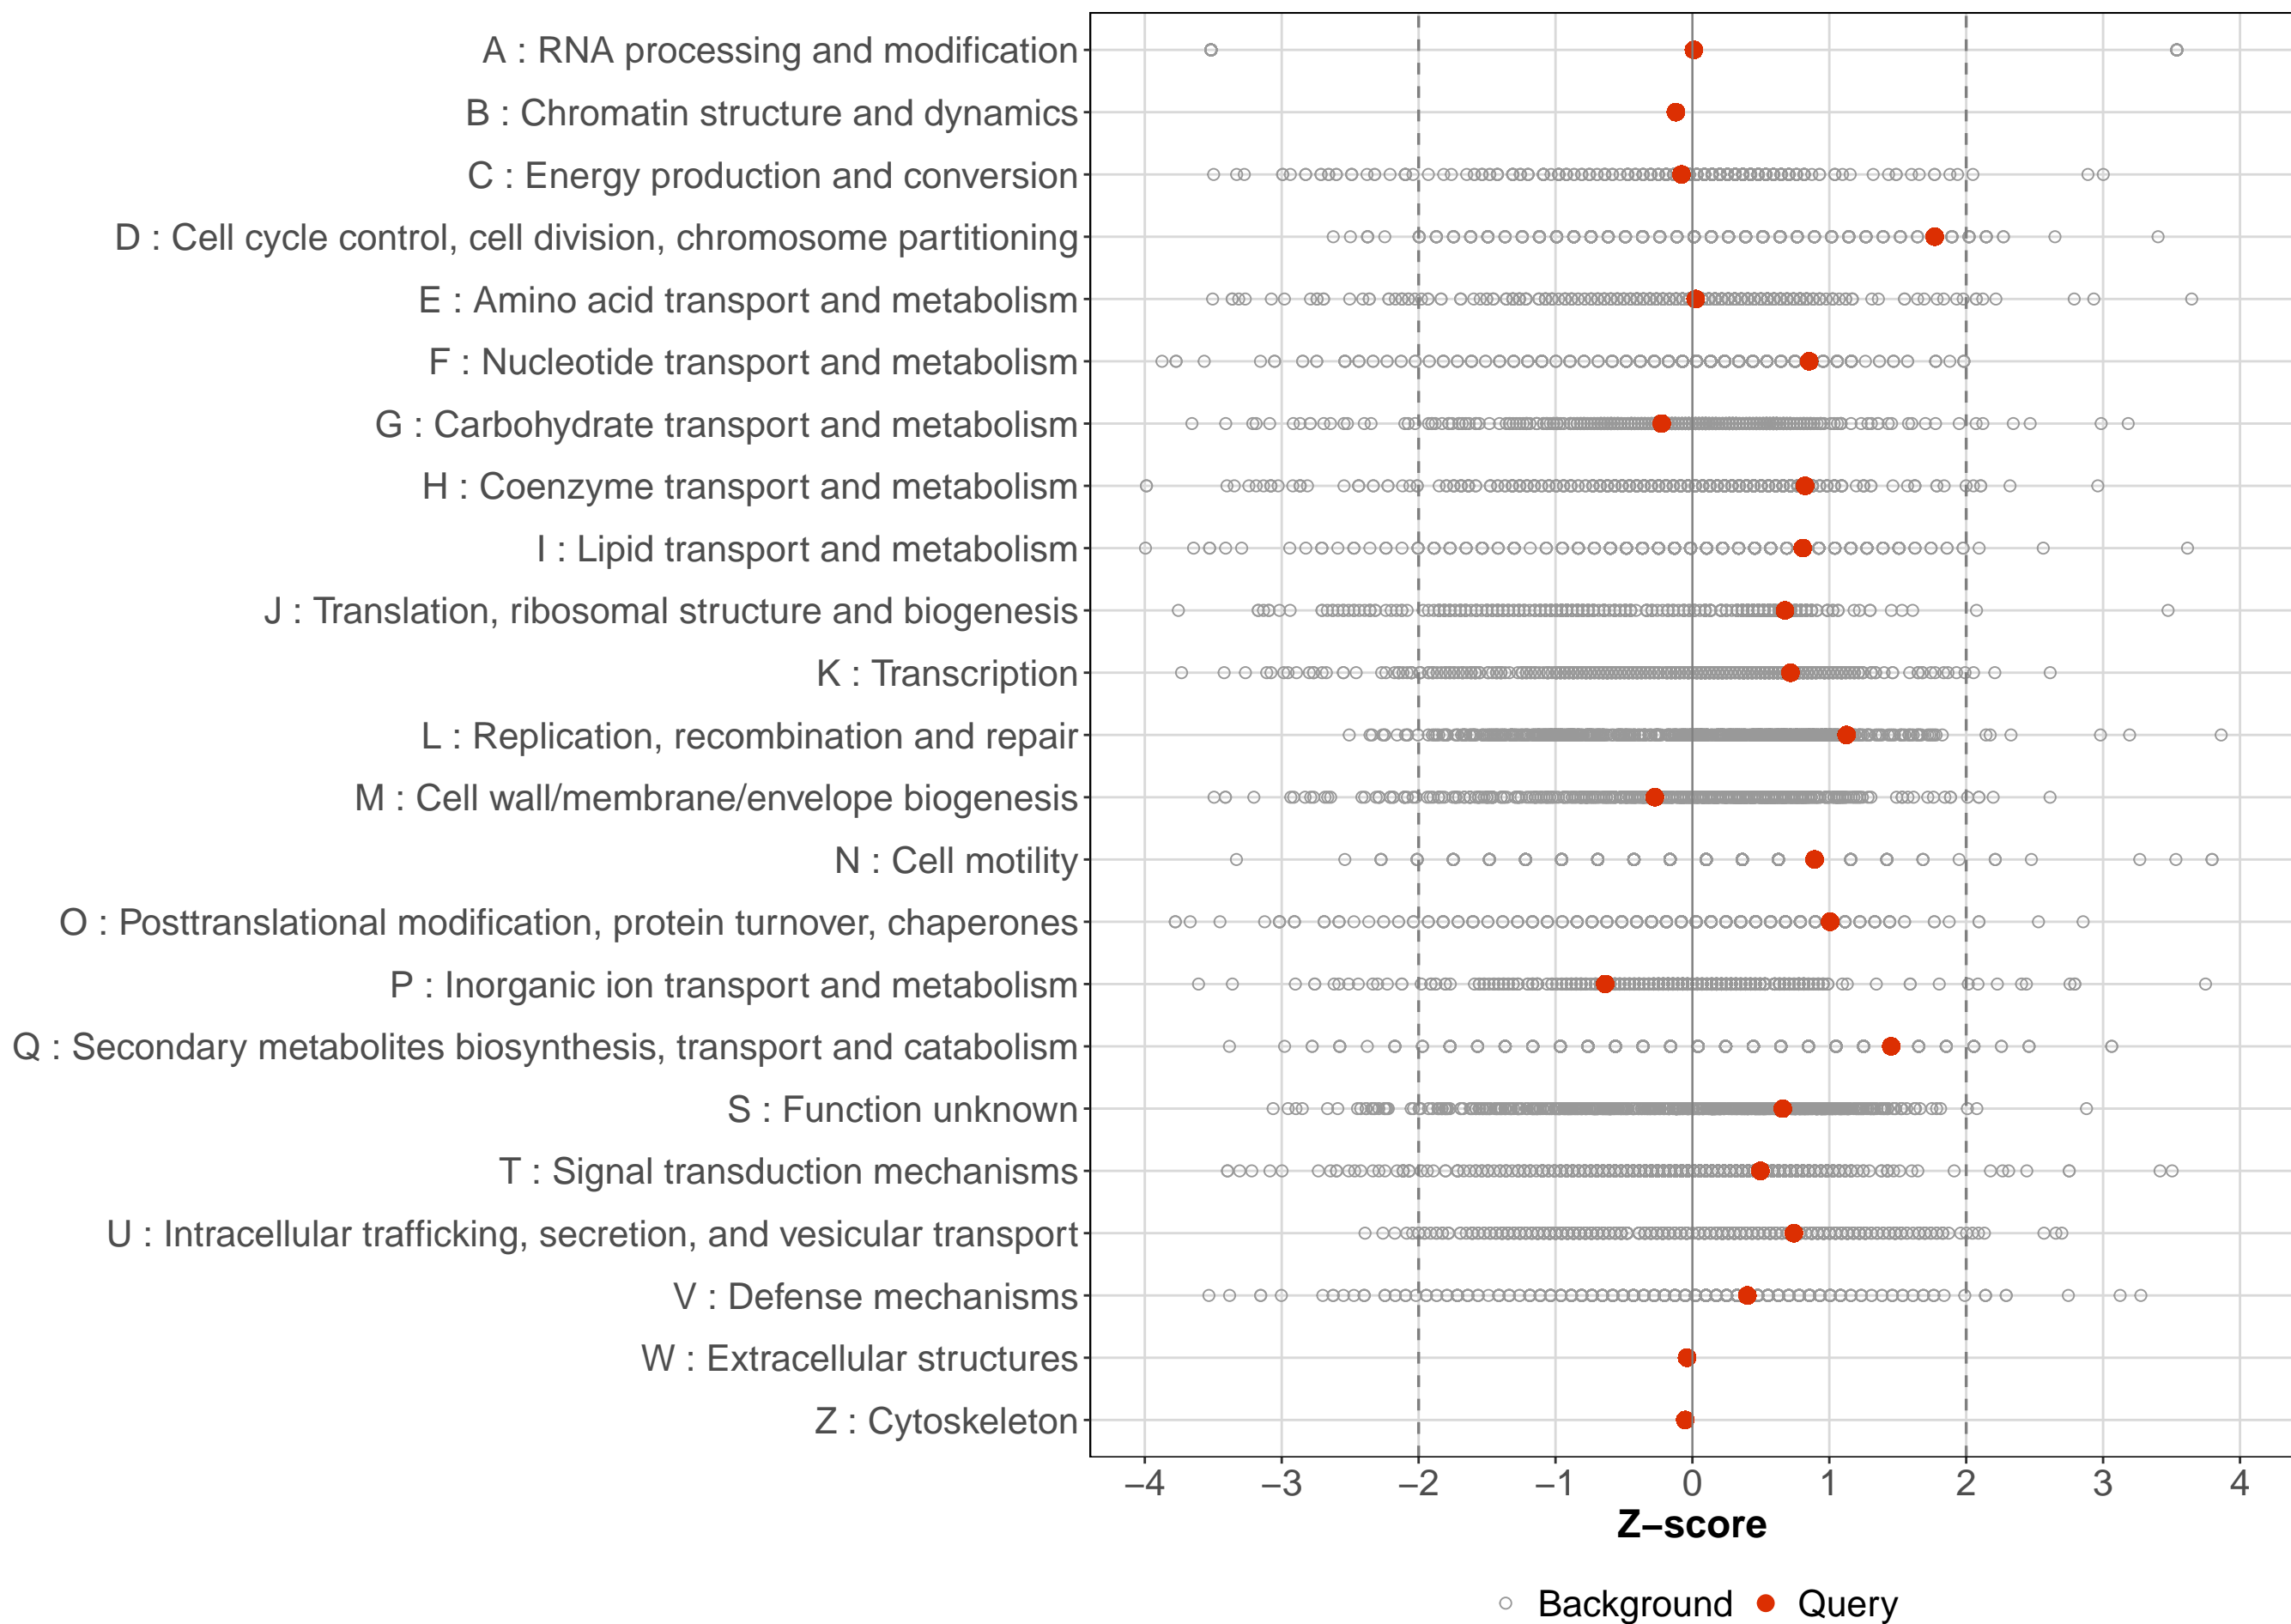 A : RNA processing and modification
B : Chromatin structure and dynamics
C : Energy production and conversion
D : Cell cycle control, cell division, chromosome partitioning
E : Amino acid transport and metabolism
F : Nucleotide transport and metabolism
G : Carbohydrate transport and metabolism
H : Coenzyme transport and metabolism
I : Lipid transport and metabolism
J : Translation, ribosomal structure and biogenesis
K : Transcription
L : Replication, recombination and repair
M : Cell wall/membrane/envelope biogenesis
N : Cell motility
O : Posttranslational modification, protein turnover, chaperones
P : Inorganic ion transport and metabolism
Q : Secondary metabolites biosynthesis, transport and catabolism
S : Function unknown
T : Signal transduction mechanisms
U : Intracellular trafficking, secretion, and vesicular transport
V : Defense mechanisms
W : Extracellular structures
Z : Cytoskeleton
−4 −3 −2 −1 0 1 2 3 4
Z−score
Background Query